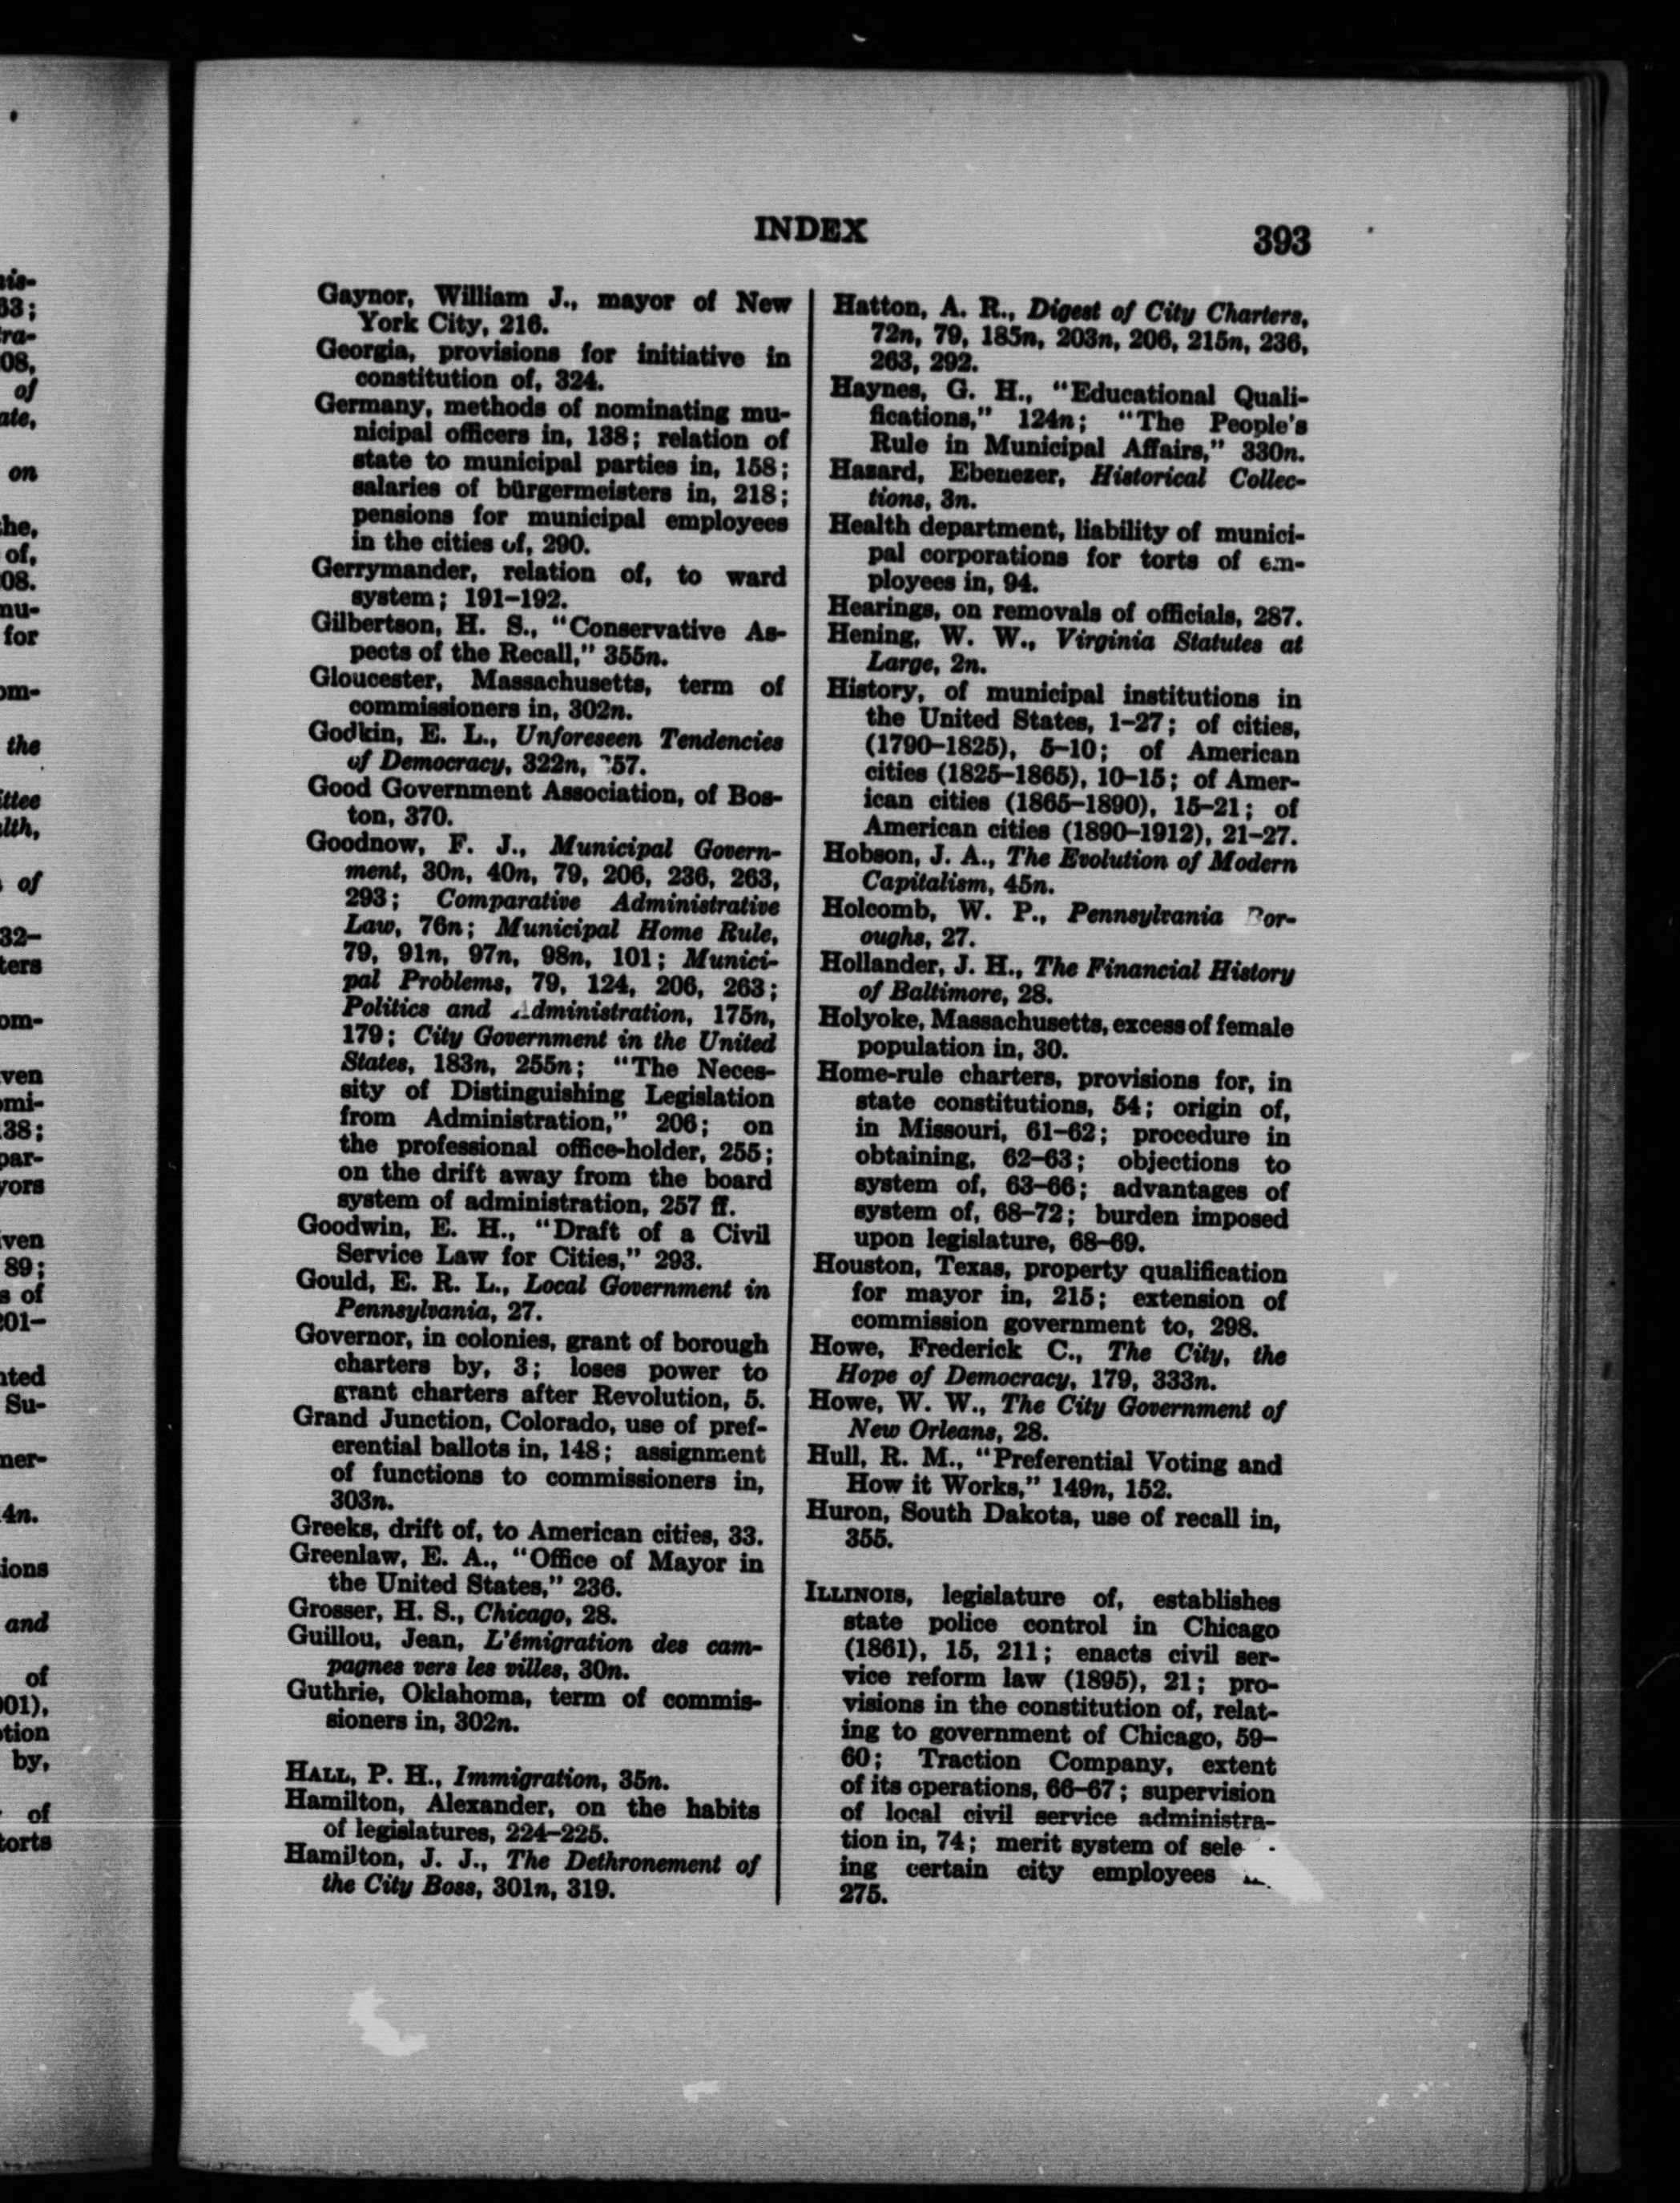 INDEX 393
Gaynor, William J., mayor of New
York City, 216.
Georgia, provisions for initiative in
constitution of, 324.
Germany, methods of nominating mu-
nicipal officers in, 138; relation of
state to municipal parties in, 158;
salaries of bürgermeisters in, 218;
pensions for municipal employees
in the cities of, 290.
Gerrymander, relation of, to ward
system; 191–192.
Gilbertson, H. S., "Conservative As-
pects of the Recall," 355n.
Gloucester, Massachusetts, term of
commissioners in, 302n.
Godkin, E. L., Unforeseen Tendencies
of Democracy, 322n,
Good Government Association, of Bos-
ton, 370.
Goodnow, F. J., Municipal Govern-
ment, 30n, 40n, 79, 206, 236, 263,
293; Comparative Administrative
Law, 76n; Municipal Home Rule,
79, 91n, 97n, 98n, 101; Munici-
pal Problems, 79, 124, 206, 263;
Politics and Administration, 175n,
179; City Government in the United
States, 183n, 255n; "The Neces-
sity of Distinguishing Legislation
from Administration," 206; on
the professional office-holder, 255;
on the drift away from the board
system of administration, 257 ff.
Goodwin, E. H., "Draft of a Civil
Service Law for Cities," 293.
Gould, E. R. L., Local Government in
Pennsylvania, 27.
Governor, in colonies, grant of borough
charters by, 3; loses power to
grant charters after Revolution, 5.
Grand Junction, Colorado, use of pref-
erential ballots in, 148; assignment
of functions to commissioners in,
303n.
Greeks, drift of, to American cities, 33.
Greenlaw, E. A., "Office of Mayor in
the United States," 236.
Grosser, H. S., Chicago, 28.
Guillou, Jean, L'émigration des cam-
pagnes vers les villes, 30n.
Guthrie, Oklahoma, term of commis-
sioners in, 302n.
HALL, P. H., Immigration, 35n.
Hamilton, Alexander, on the habits
of legislatures, 224–225.
Hamilton, J. J., The Dethronement of
the City Boss, 301n, 319.
Hatton, A. R., Digest of City Charters,
72n, 79, 185n, 203n, 206, 215n, 236,
263, 292.
Haynes, G. H., "Educational Quali-
fications," 124n; "The People's
Rule in Municipal Affairs," 330n.
Hazard, Ebenezer, Historical Collec-
tions, 3n.
Health department, liability of munici-
pal corporations for torts of em-
ployees in, 94.
Hearings, on removals of officials, 287.
Hening, W. W., Virginia Statutes at
Large, 2n.
History, of municipal institutions in
the United States, 1–27; of cities,
(1790–1825), 5–10; of American
cities (1825–1865), 10–15; of Amer-
ican cities (1865–1890), 15–21; of
American cities (1890–1912), 21–27.
Hobson, J. A., The Evolution of Modern
Capitalism, 45n.
Holcomb, W. P., Pennsylvania Bor-
oughs, 27.
Hollander, J. H., The Financial History
of Baltimore, 28.
Holyoke, Massachusetts, excess of female
population in, 30.
Home-rule charters, provisions for, in
state constitutions, 54; origin of,
in Missouri, 61–62; procedure in
obtaining, 62–63; objections to
system of, 63–66; advantages of
system of, 68–72; burden imposed
upon legislature, 68–69.
Houston, Texas, property qualification
for mayor in, 215; extension of
commission government to, 298.
Howe, Frederick C., The City, the
Hope of Democracy, 179, 333n.
Howe, W. W., The City Government of
New Orleans, 28.
Hull, R. M., "Preferential Voting and
How it Works," 149n, 152.
Huron, South Dakota, use of recall in,
355.
ILLINOIS, legislature of, establishes
state police control in Chicago
(1861), 15, 211; enacts civil ser-
vice reform law (1895), 21; pro-
visions in the constitution of, relat-
ing to government of Chicago, 59–
60; Traction Company, extent
of its operations, 66–67; supervision
of local civil service administra-
tion in, 74; merit system of
ing certain city employees
275.